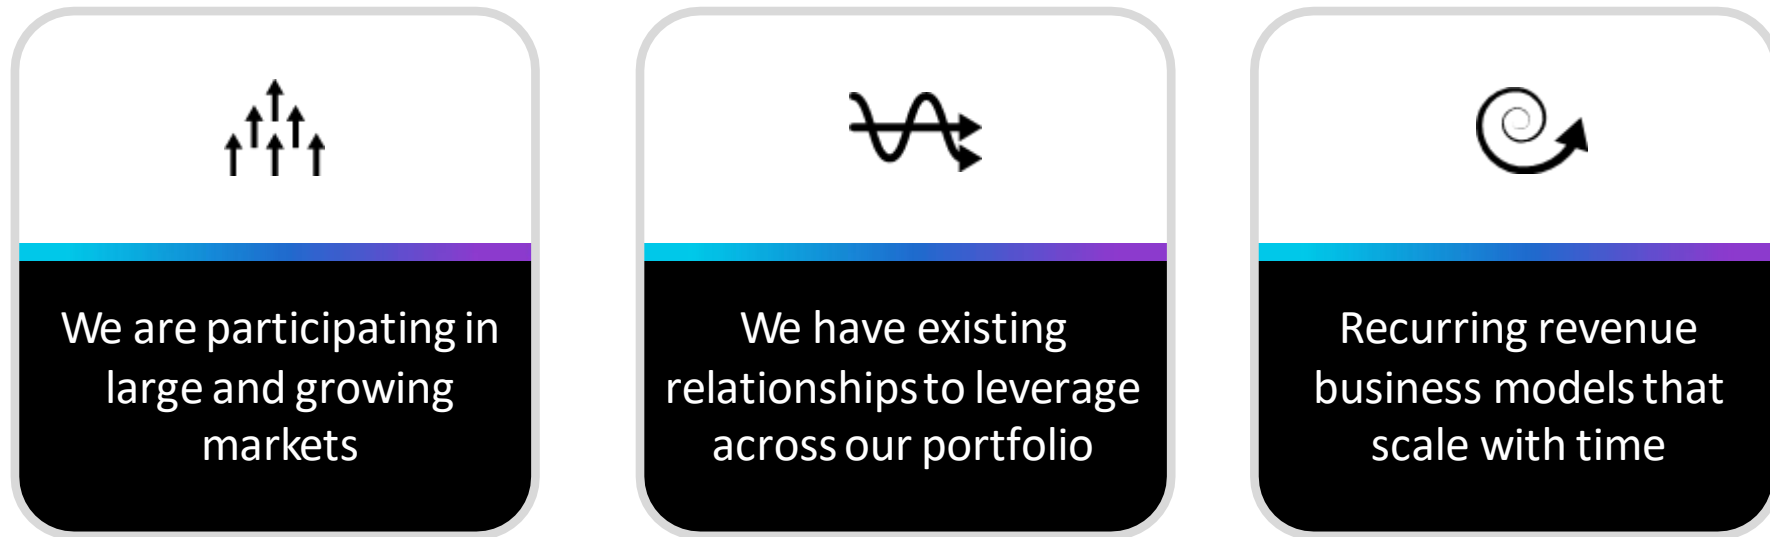 We are participating in
large and growing
markets
We have existing
relationships to leverage
across our portfolio
Recurring revenue
business models that
scale with time